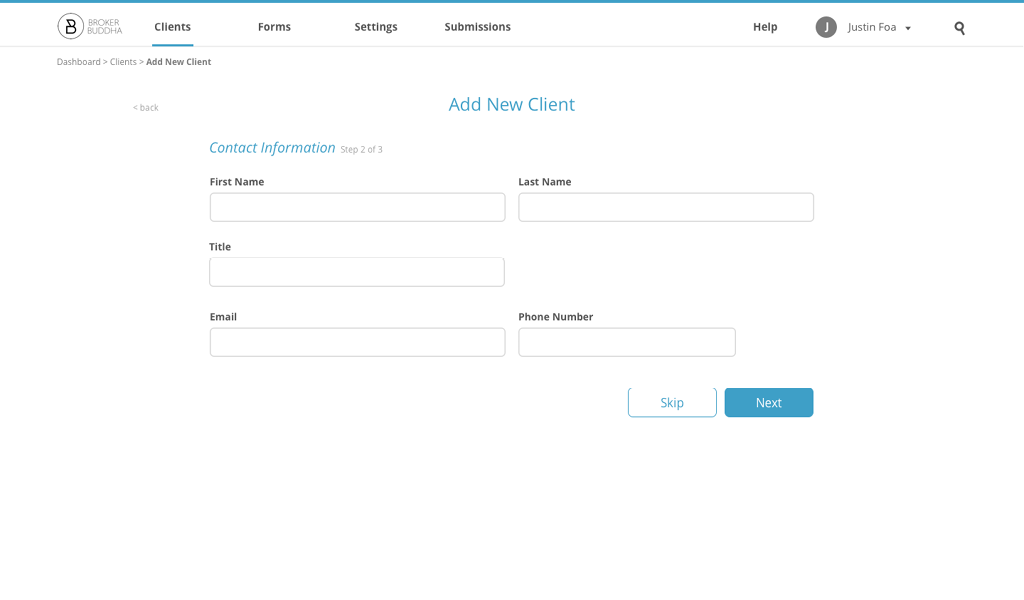 BROKER
BUDDHA
Clients Forms Settings Submissions Help J Justin Foa
Dashboard > Clients > Add New Client
< back
Add New Client
Contact Information Step 2 of 3
First Name Last Name
Title
Email Phone Number
Skip Next